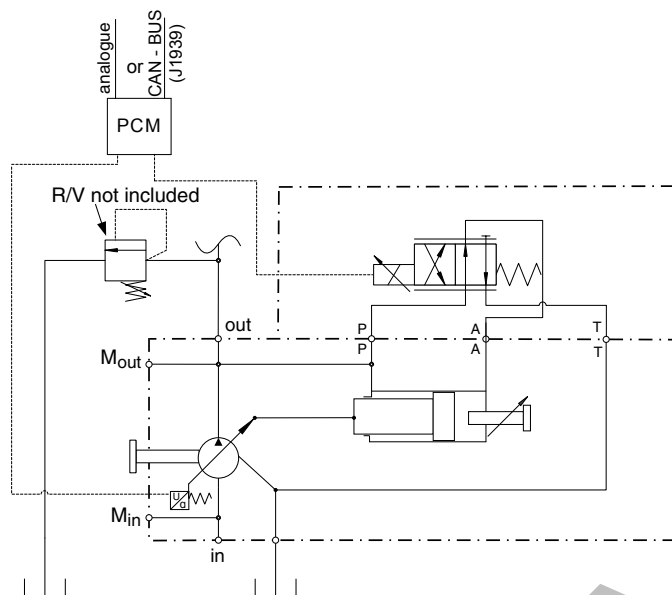 analogue
or
CAN - BUS
(J1939)
PCM
R/V not included
out
P
A
T
P
A
T
Mout
U
α
Min
in